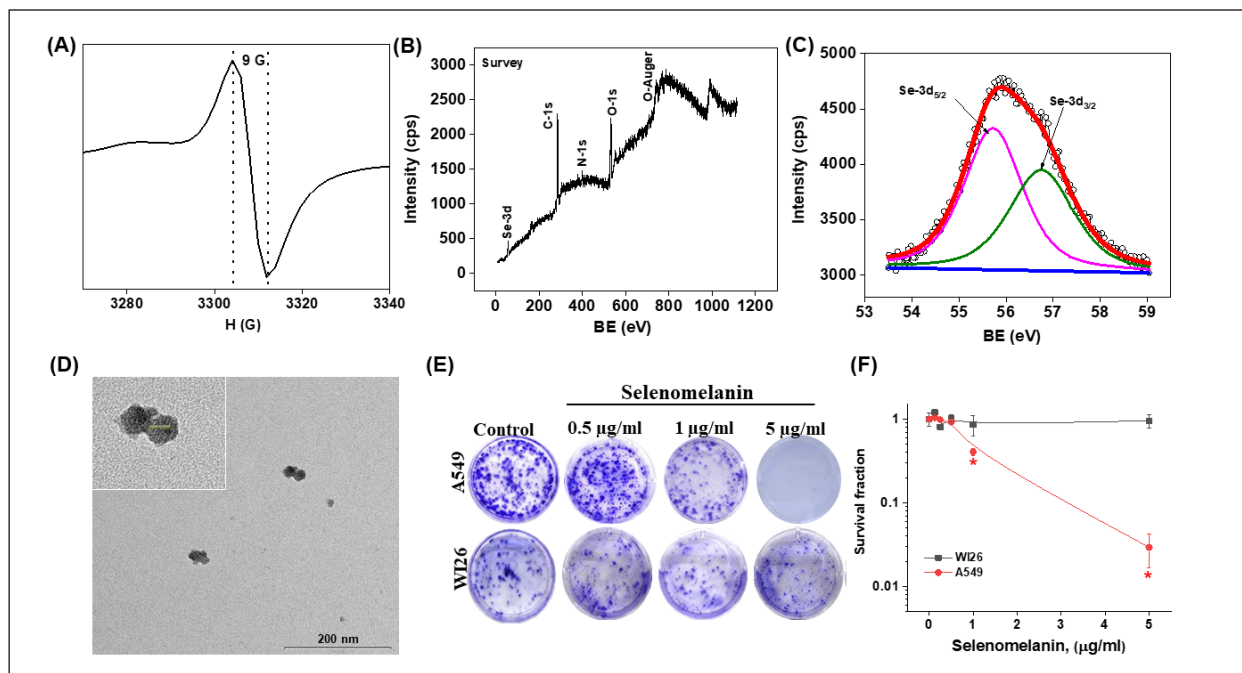 (A)
9 G
3280
3300
3320
3340
H (G)
(B)
Survey
Intensity (cps)
3000
2500
2000
1500
1000
500
0
Se-3d
C-1s
N-1s
O-1s
O-Auger
0
200
400
600
800
1000
1200
BE (eV)
(C)
Intensity (cps)
5000
4500
4000
3500
3000
Se-3d5/2
Se-3d3/2
53
54
55
56
57
58
59
BE (eV)
(D)
200 nm
(E)
Selenomelanin
Control
0.5 µg/ml
1 µg/ml
5 µg/ml
A549
WI26
(F)
Survival fraction
1
0.1
0.01
*
*
WI26
A549
0
1
2
3
4
5
Selenomelanin, (µg/ml)